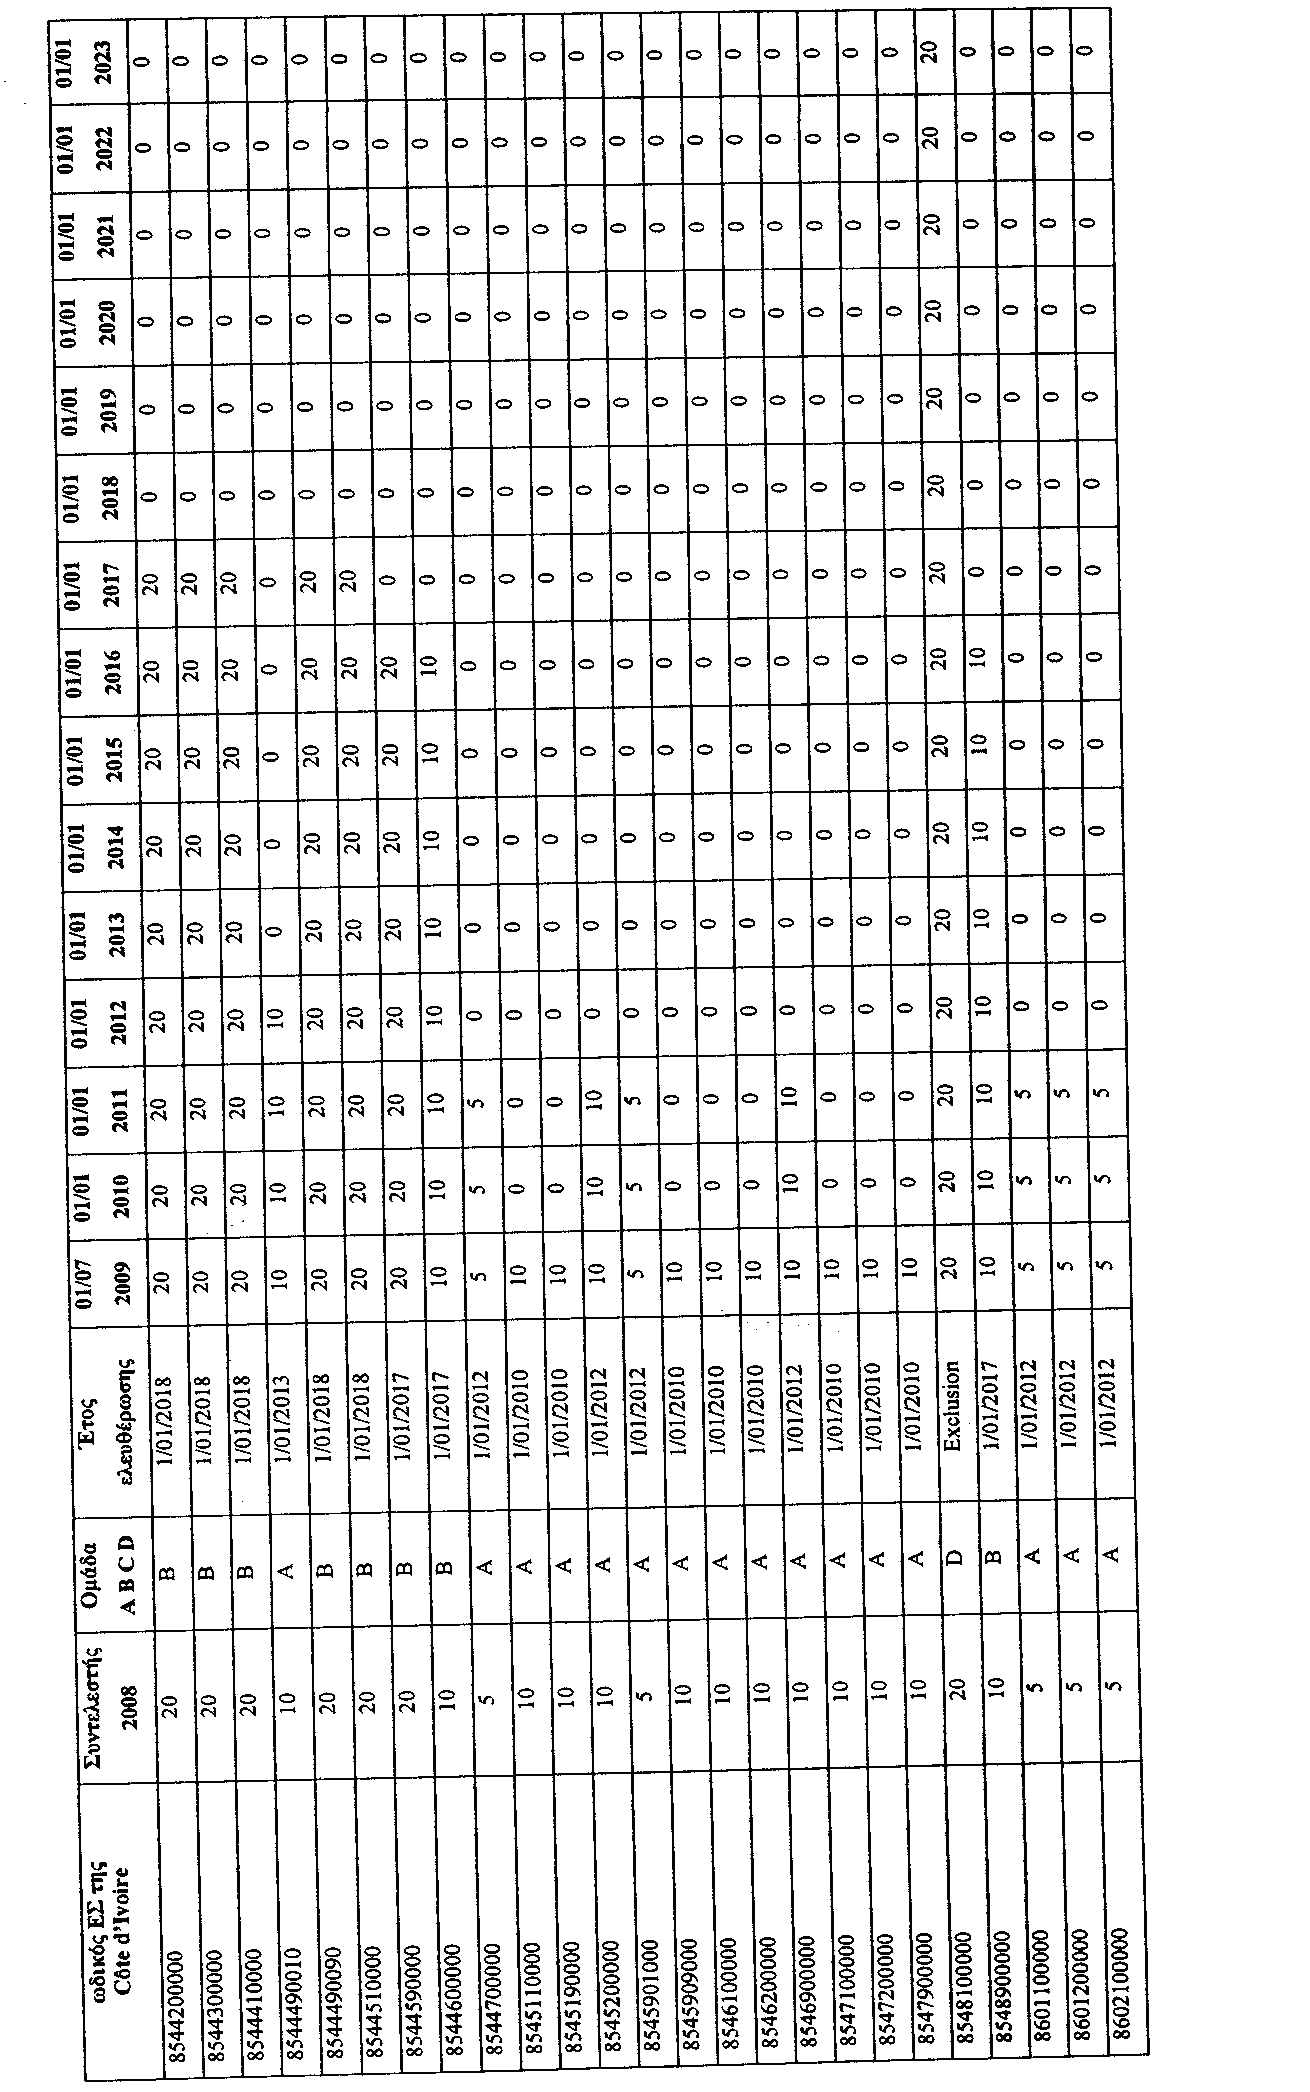 ωδικός ΕΣ της Côte d'Ivoire | Συντελεστής 2008 | Ομάδα A B C D | Έτος ελευθέρωσης | 01/07 2009 | 01/01 2010 | 01/01 2011 | 01/01 2012 | 01/01 2013 | 01/01 2014 | 01/01 2015 | 01/01 2016 | 01/01 2017 | 01/01 2018 | 01/01 2019 | 01/01 2020 | 01/01 2021 | 01/01 2022 | 01/01 2023
8544200000 20 B 1/01/2018 20 20 20 20 20 20 20 20 20 0 0 0 0 0 0
8544300000 20 B 1/01/2018 20 20 20 20 20 20 20 20 20 0 0 0 0 0 0
8544410000 20 B 1/01/2018 20 20 20 20 20 20 20 20 20 0 0 0 0 0 0
8544490010 10 A 1/01/2013 10 10 10 10 0 0 0 0 0 0 0 0 0 0 0
8544490090 20 B 1/01/2018 20 20 20 20 20 20 20 20 20 0 0 0 0 0 0
8544510000 20 B 1/01/2018 20 20 20 20 20 20 20 20 20 0 0 0 0 0 0
8544590000 20 B 1/01/2017 20 20 20 20 20 20 20 20 0 0 0 0 0 0 0
8544600000 10 B 1/01/2017 10 10 10 10 10 10 10 10 0 0 0 0 0 0 0
8544700000 5 A 1/01/2012 5 5 5 0 0 0 0 0 0 0 0 0 0 0 0
8545110000 10 A 1/01/2010 10 0 0 0 0 0 0 0 0 0 0 0 0 0 0
8545190000 10 A 1/01/2010 10 0 0 0 0 0 0 0 0 0 0 0 0 0 0
8545200000 10 A 1/01/2012 10 10 10 0 0 0 0 0 0 0 0 0 0 0 0
8545901000 5 A 1/01/2012 5 5 5 0 0 0 0 0 0 0 0 0 0 0 0
8545909000 10 A 1/01/2010 10 0 0 0 0 0 0 0 0 0 0 0 0 0 0
8546100000 10 A 1/01/2010 10 0 0 0 0 0 0 0 0 0 0 0 0 0 0
8546200000 10 A 1/01/2010 10 0 0 0 0 0 0 0 0 0 0 0 0 0 0
8546900000 10 A 1/01/2012 10 10 10 0 0 0 0 0 0 0 0 0 0 0 0
8547100000 10 A 1/01/2010 10 0 0 0 0 0 0 0 0 0 0 0 0 0 0
8547200000 10 A 1/01/2010 10 0 0 0 0 0 0 0 0 0 0 0 0 0 0
8547900000 10 A 1/01/2010 10 0 0 0 0 0 0 0 0 0 0 0 0 0 0
8548100000 20 D Exclusion 20 20 20 20 20 20 20 20 20 20 20 20 20 20 20
8548900000 10 B 1/01/2017 10 10 10 10 10 10 10 10 0 0 0 0 0 0 0
8601100000 5 A 1/01/2012 5 5 5 0 0 0 0 0 0 0 0 0 0 0 0
8601200000 5 A 1/01/2012 5 5 5 0 0 0 0 0 0 0 0 0 0 0 0
8602100000 5 A 1/01/2012 5 5 5 0 0 0 0 0 0 0 0 0 0 0 0